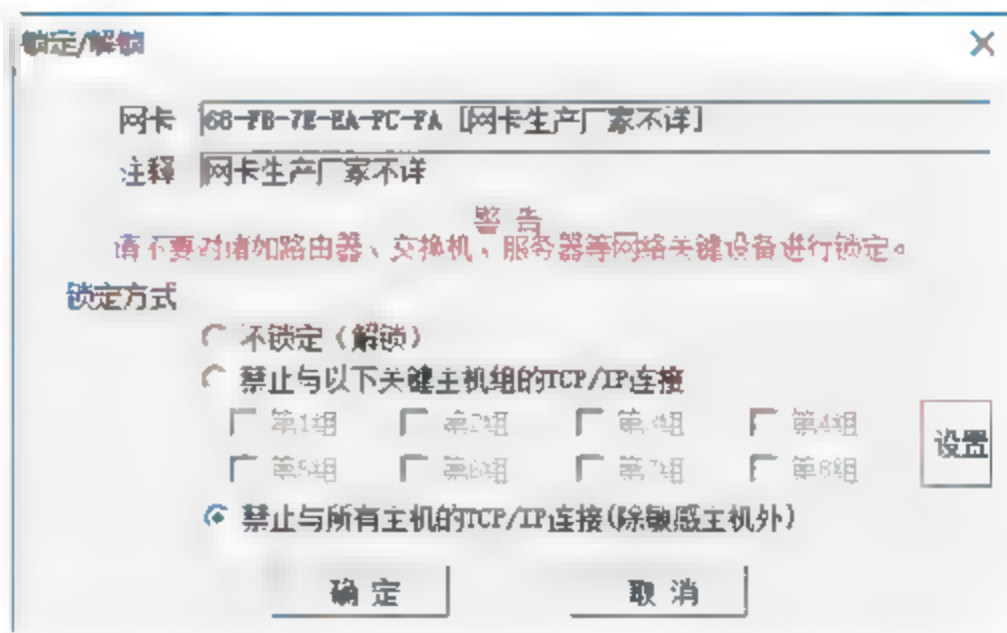 锁定/解锁
网卡 68-FB-7E-EA-FC-FA [网卡生产厂家不详]
注释 网卡生产厂家不详
警 告
请不要对诸如路由器、交换机、服务器等网络关键设备进行锁定。
锁定方式
不锁定（解锁）
禁止与以下关键主机组的TCP/IP连接
第1组 第2组 第3组 第4组
设置
第5组 第6组 第7组 第8组
禁止与所有主机的TCP/IP连接(除敏感主机外)
确 定 取 消